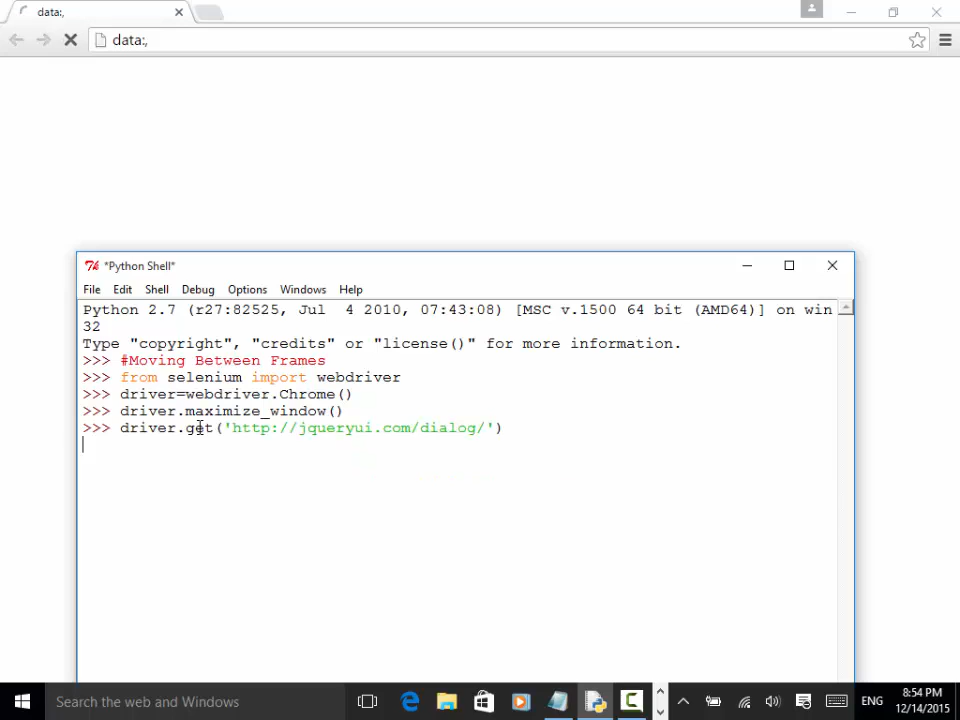 data:,
data:,
*Python Shell*
File Edit Shell Debug Options Windows Help
Python 2.7 (r27:82525, Jul  4 2010, 07:43:08) [MSC v.1500 64 bit (AMD64)] on win
32
Type "copyright", "credits" or "license()" for more information.
>>> #Moving Between Frames
>>> from selenium import webdriver
>>> driver=webdriver.Chrome()
>>> driver.maximize_window()
>>> driver.get('http://jqueryui.com/dialog/')
Search the web and Windows
ENG
8:54 PM
12/14/2015